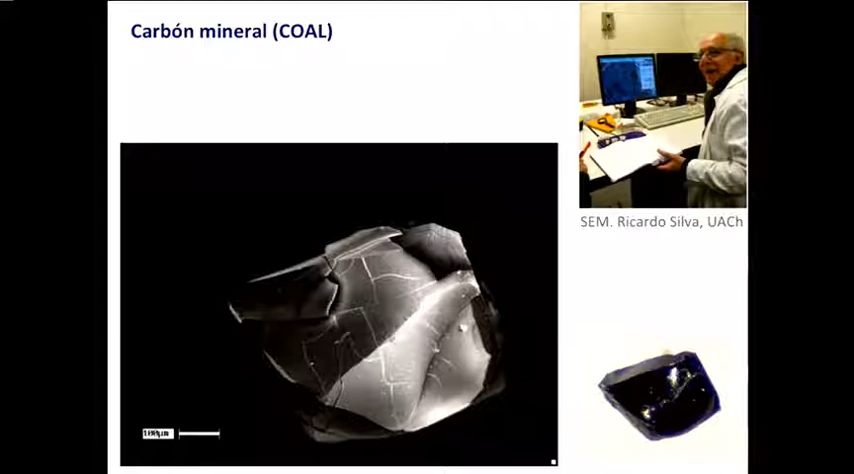 Carbón mineral (COAL)
SEM. Ricardo Silva, UACh